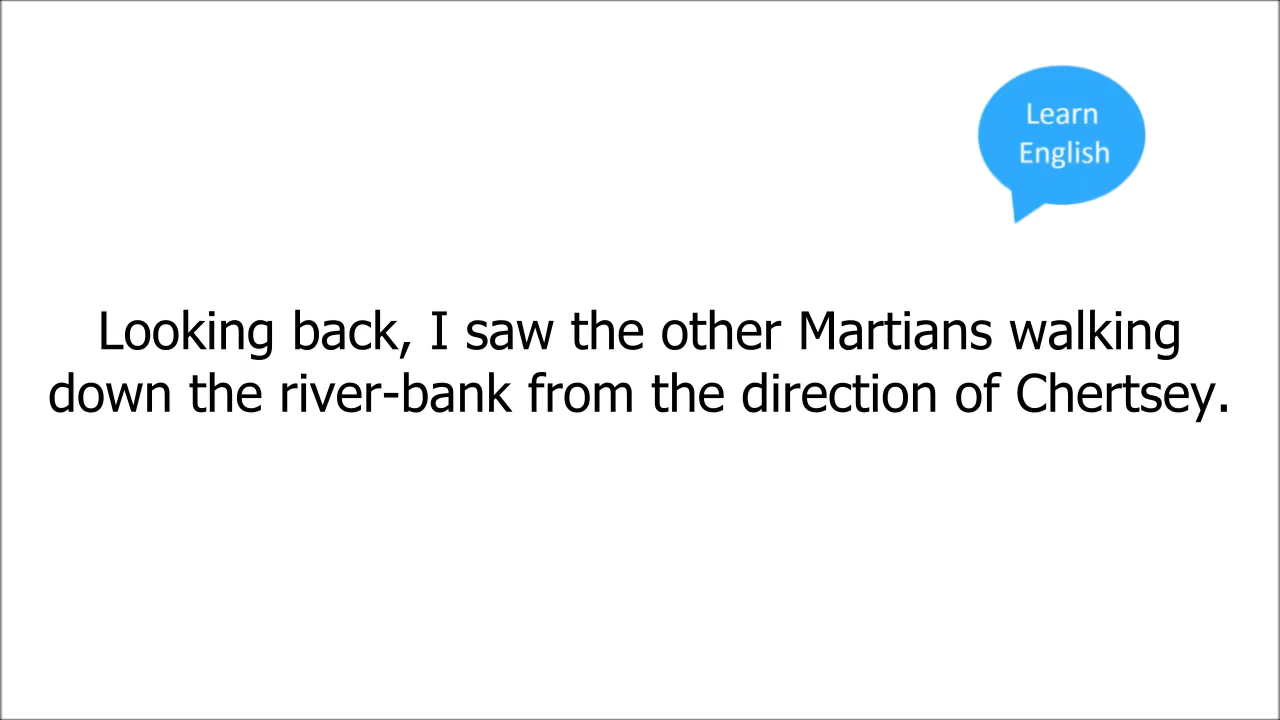 Learn
English
Looking back, I saw the other Martians walking
down the river-bank from the direction of Chertsey.